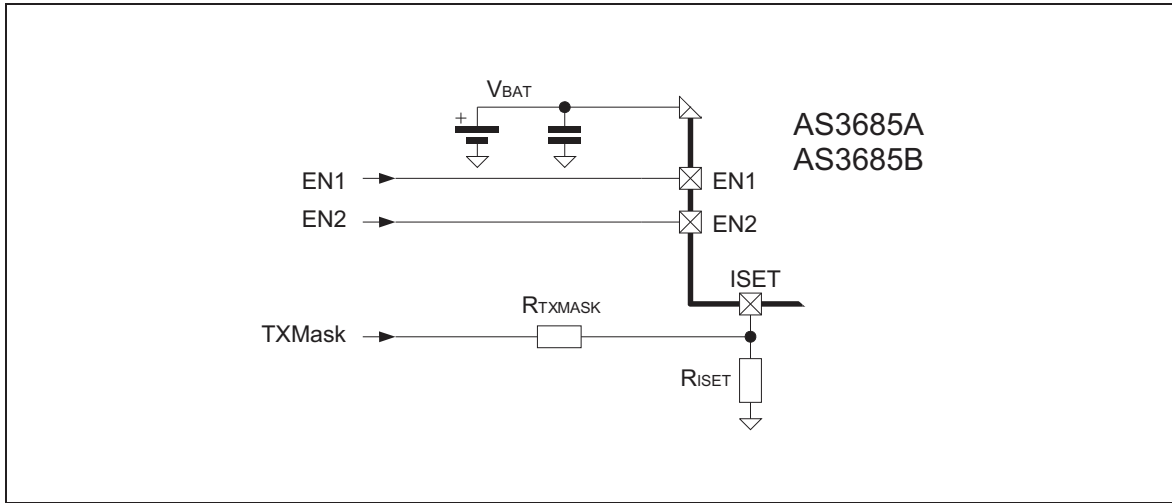 VBAT
+
AS3685A
AS3685B
EN1
EN1
EN2
EN2
ISET
RTXMASK
TXMask
RISET